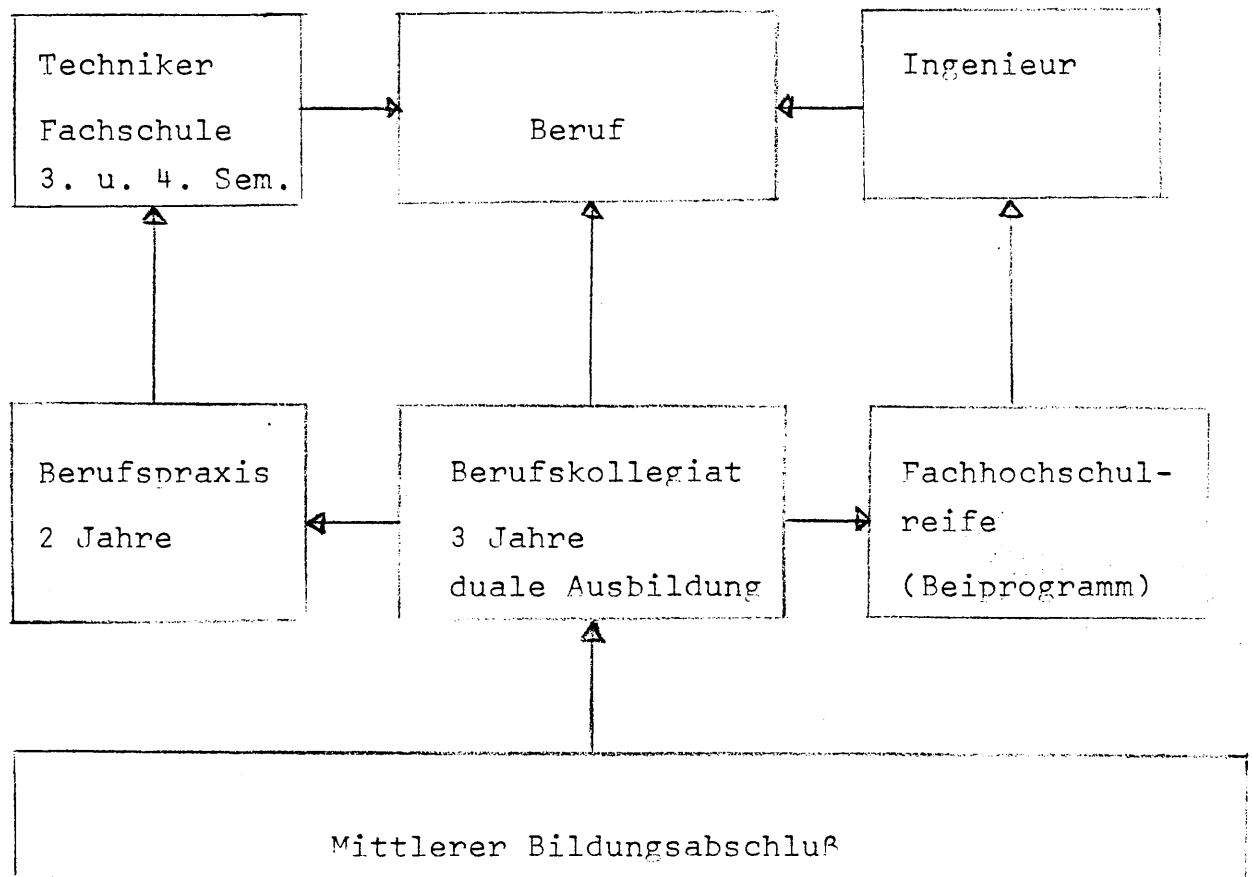 Techniker
Fachschule
3. u. 4. Sem.
Beruf
Ingenieur
Berufspraxis
2 Jahre
Berufskollegiat
3 Jahre
duale Ausbildung
Fachhochschul-
reife
(Beiprogramm)
Mittlerer Bildungsabschluß